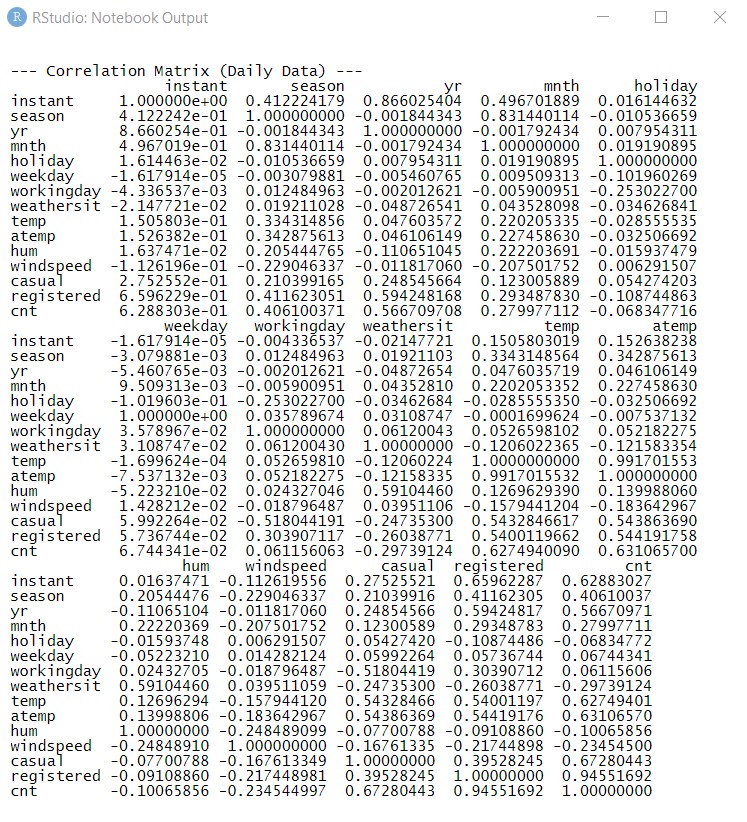 R RStudio: Notebook Output
--- Correlation Matrix (Daily Data) ---
instant season yr mnth holiday
instant 1.000000e+00 0.412224179 0.866025404 0.496701889 0.016144632
season 4.122242e-01 1.000000000 -0.001844343 0.831440114 -0.010536659
yr 8.660254e-01 -0.001844343 1.000000000 -0.001792434 0.007954311
mnth 4.967019e-01 0.831440114 -0.001792434 1.000000000 0.019190895
holiday 1.614463e-02 -0.010536659 0.007954311 0.019190895 1.000000000
weekday -1.617914e-05 -0.003079881 -0.005460765 0.009509313 -0.101960269
workingday -4.336537e-03 0.012484963 -0.002012621 -0.005900951 -0.253022700
weathersit -2.147721e-02 0.019211028 -0.048726541 0.043528098 -0.034626841
temp 1.505803e-01 0.334314856 0.047603572 0.220205335 -0.028555535
atemp 1.526382e-01 0.342875613 0.046106149 0.227458630 -0.032506692
hum 1.637471e-02 0.205444765 -0.110651045 0.222203691 -0.015937479
windspeed -1.126196e-01 -0.229046337 -0.011817060 -0.207501752 0.006291507
casual 2.752552e-01 0.210399165 0.248545664 0.123005889 0.054274203
registered 6.596229e-01 0.411623051 0.594248168 0.293487830 -0.108744863
cnt 6.288303e-01 0.406100371 0.566709708 0.279977112 -0.068347716
weekday workingday weathersit temp atemp
instant -1.617914e-05 -0.004336537 -0.02147721 0.1505803019 0.152638238
season -3.079881e-03 0.012484963 0.01921103 0.3343148564 0.342875613
yr -5.460765e-03 -0.002012621 -0.04872654 0.0476035719 0.046106149
mnth 9.509313e-03 -0.005900951 0.04352810 0.2202053352 0.227458630
holiday -1.019603e-01 -0.253022700 -0.03462684 -0.0285555350 -0.032506692
weekday 1.000000e+00 0.035789674 0.03108747 -0.0001699624 -0.007537132
workingday 3.578967e-02 1.000000000 0.06120043 0.0526598102 0.052182275
weathersit 3.108747e-02 0.061200430 1.00000000 -0.1206022365 -0.121583354
temp -1.699624e-04 0.052659810 -0.12060224 1.0000000000 0.991701553
atemp -7.537132e-03 0.052182275 -0.12158335 0.9917015532 1.000000000
hum -5.223210e-02 0.024327046 0.59104460 0.1269629390 0.139988060
windspeed 1.428212e-02 -0.018796487 0.03951106 -0.1579441204 -0.183642967
casual 5.992264e-02 -0.518044191 -0.24735300 0.5432846617 0.543863690
registered 5.736744e-02 0.303907117 -0.26038771 0.5400119662 0.544191758
cnt 6.744341e-02 0.061156063 -0.29739124 0.6274940090 0.631065700
hum windspeed casual registered cnt
instant 0.01637471 -0.112619556 0.27525521 0.65962287 0.62883027
season 0.20544476 -0.229046337 0.21039916 0.41162305 0.40610037
yr -0.11065104 -0.011817060 0.24854566 0.59424817 0.56670971
mnth 0.22220369 -0.207501752 0.12300589 0.29348783 0.27997711
holiday -0.01593748 0.006291507 0.05427420 -0.10874486 -0.06834772
weekday -0.05223210 0.014282124 0.05992264 0.05736744 0.06744341
workingday 0.02432705 -0.018796487 -0.51804419 0.30390712 0.06115606
weathersit 0.59104460 0.039511059 -0.24735300 -0.26038771 -0.29739124
temp 0.12696294 -0.157944120 0.54328466 0.54001197 0.62749401
atemp 0.13998806 -0.183642967 0.54386369 0.54419176 0.63106570
hum 1.00000000 -0.248489099 -0.07700788 -0.09108860 -0.10065856
windspeed -0.24848910 1.000000000 -0.16761335 -0.21744898 -0.23454500
casual -0.07700788 -0.167613349 1.00000000 0.39528245 0.67280443
registered -0.09108860 -0.217448981 0.39528245 1.00000000 0.94551692
cnt -0.10065856 -0.234544997 0.67280443 0.94551692 1.00000000